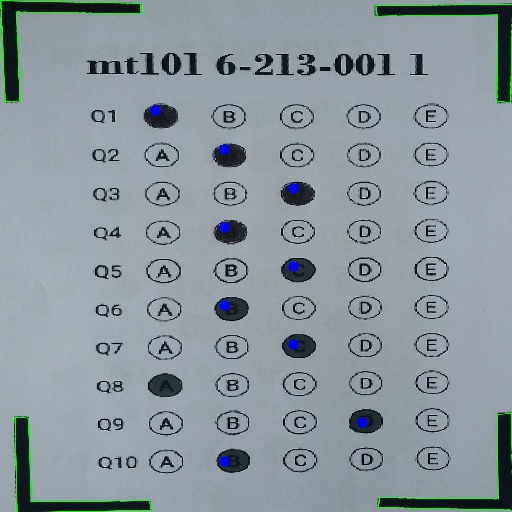 mt101 6-213-001 1
Q1 A B C D E
Q2 A B C D E
Q3 A B C D E
Q4 A B C D E
Q5 A B C D E
Q6 A B C D E
Q7 A B C D E
Q8 A B C D E
Q9 A B C D E
Q10 A B C D E